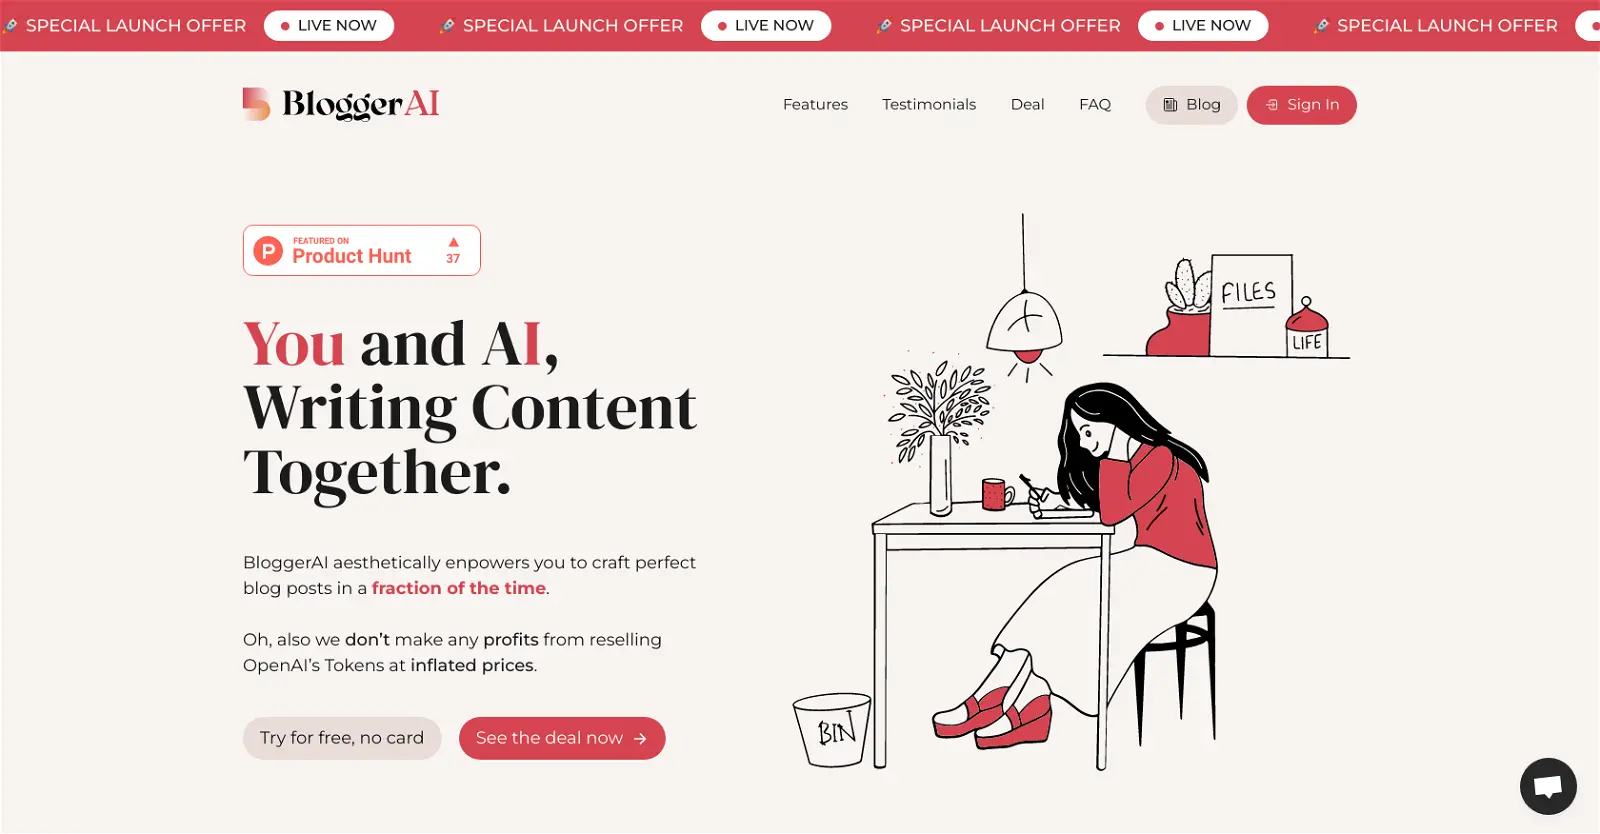 🚀 SPECIAL LAUNCH OFFER LIVE NOW 🚀 SPECIAL LAUNCH OFFER LIVE NOW 🚀 SPECIAL LAUNCH OFFER LIVE NOW 🚀 SPECIAL LAUNCH OFFER
BloggerAI Features Testimonials Deal FAQ Blog Sign In
P FEATURED ON
Product Hunt ▲ 37
FILES
LIFE
You and AI,
Writing Content
Together.
BloggerAI aesthetically enpowers you to craft perfect
blog posts in a fraction of the time.
Oh, also we don't make any profits from reselling
OpenAI's Tokens at inflated prices.
Try for free, no card See the deal now →
BIN